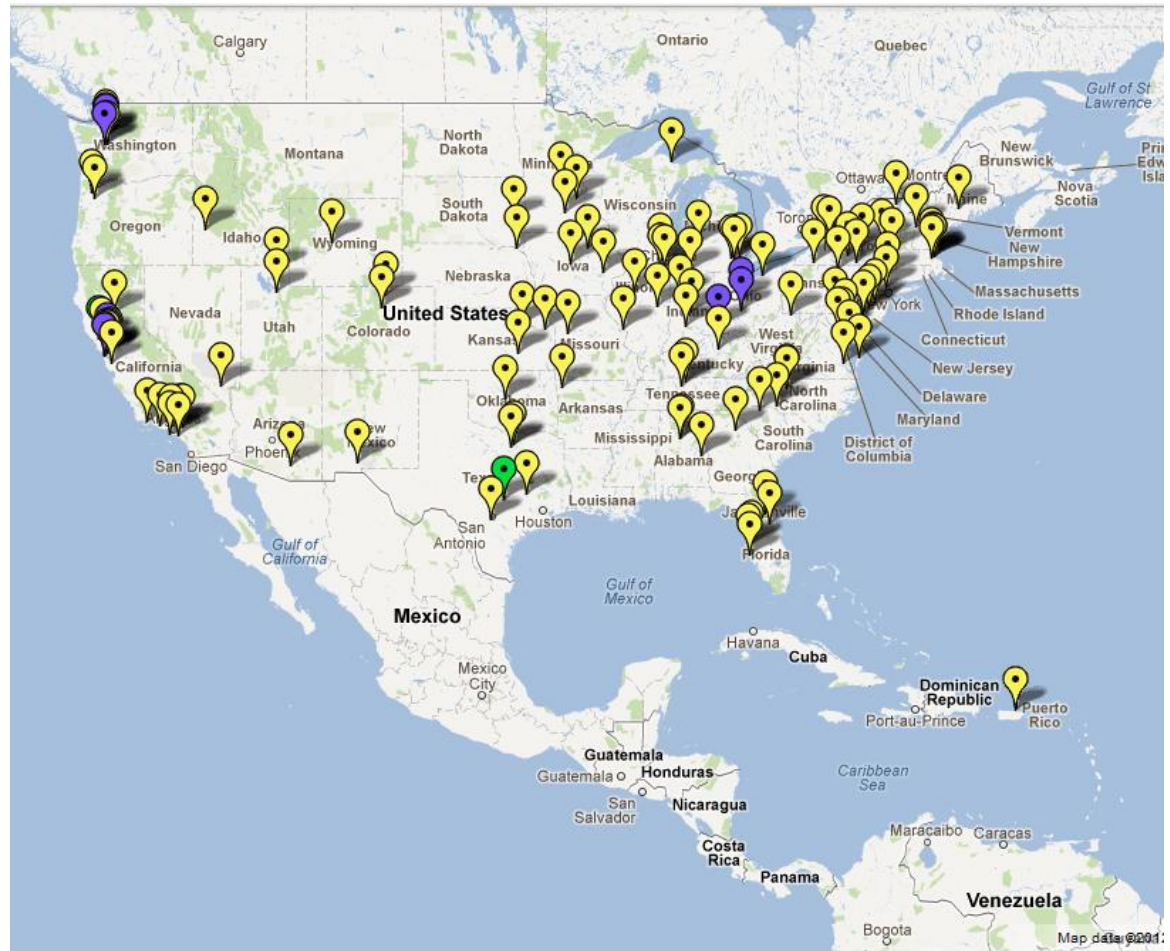 Calgary
Ontario
Quebec
Gulf of St
Lawrence
Washington
Montana
North
Dakota
Ottawa
Maine
New
Brunswick
Nova
Scotia
Oregon
Idaho
Wyoming
South
Dakota
Wisconsin
Vermont
New
Hampshire
Massachusetts
Rhode Island
Connecticut
Nevada
Utah
Colorado
Nebraska
Iowa
United States
Kansas
Missouri
West
Virginia
New York
New Jersey
Delaware
Maryland
California
Oklahoma
Arkansas
Tennessee
North
Carolina
South
Carolina
District of
Columbia
San Diego
Mississippi
Alabama
Louisiana
Houston
San
Antonio
Florida
Gulf of
California
Gulf of
Mexico
Mexico
Mexico
City
Havana
Cuba
Dominican
Republic
Port-au-Prince
Puerto
Rico
Guatemala
Guatemala
Honduras
San
Salvador
Nicaragua
Caribbean
Sea
Costa
Rica
Panama
Maracaibo
Caracas
Venezuela
Bogota
Map data